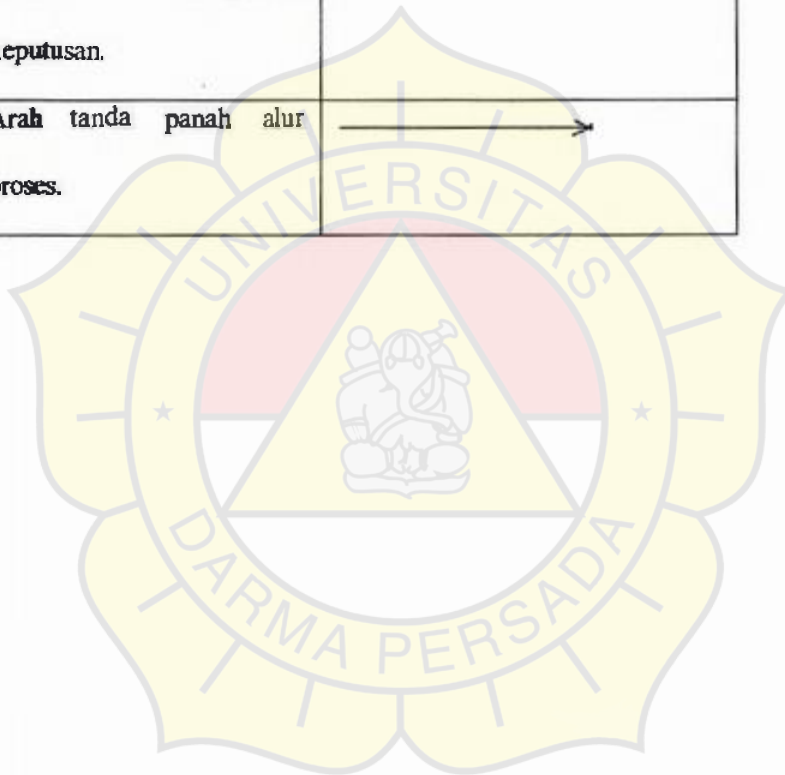 eputusan.
Arah tanda panah alur
proses.
UNIVERSITAS
DARMA PERSADA